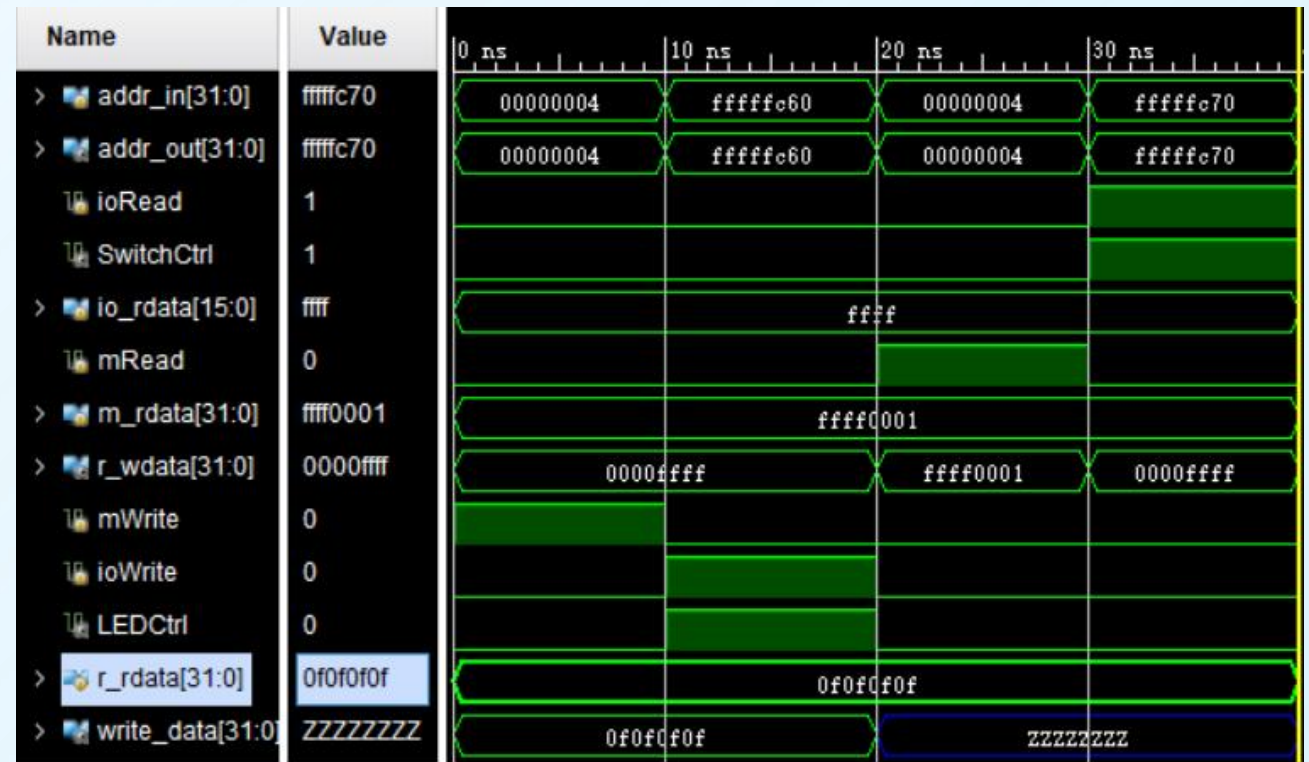 Name Value 0 ns 10 ns 20 ns 30 ns
> addr_in[31:0] fffffc70 00000004 fffffc60 00000004 fffffc70
> addr_out[31:0] fffffc70 00000004 fffffc60 00000004 fffffc70
ioRead 1
SwitchCtrl 1
> io_rdata[15:0] ffff ffff
mRead 0
> m_rdata[31:0] ffff0001 ffff0001
> r_wdata[31:0] 0000ffff 0000ffff ffff0001 0000ffff
mWrite 0
ioWrite 0
LEDCtrl 0
> r_rdata[31:0] 0f0f0f0f 0f0f0f0f
> write_data[31:0] ZZZZZZZZ 0f0f0f0f ZZZZZZZZ